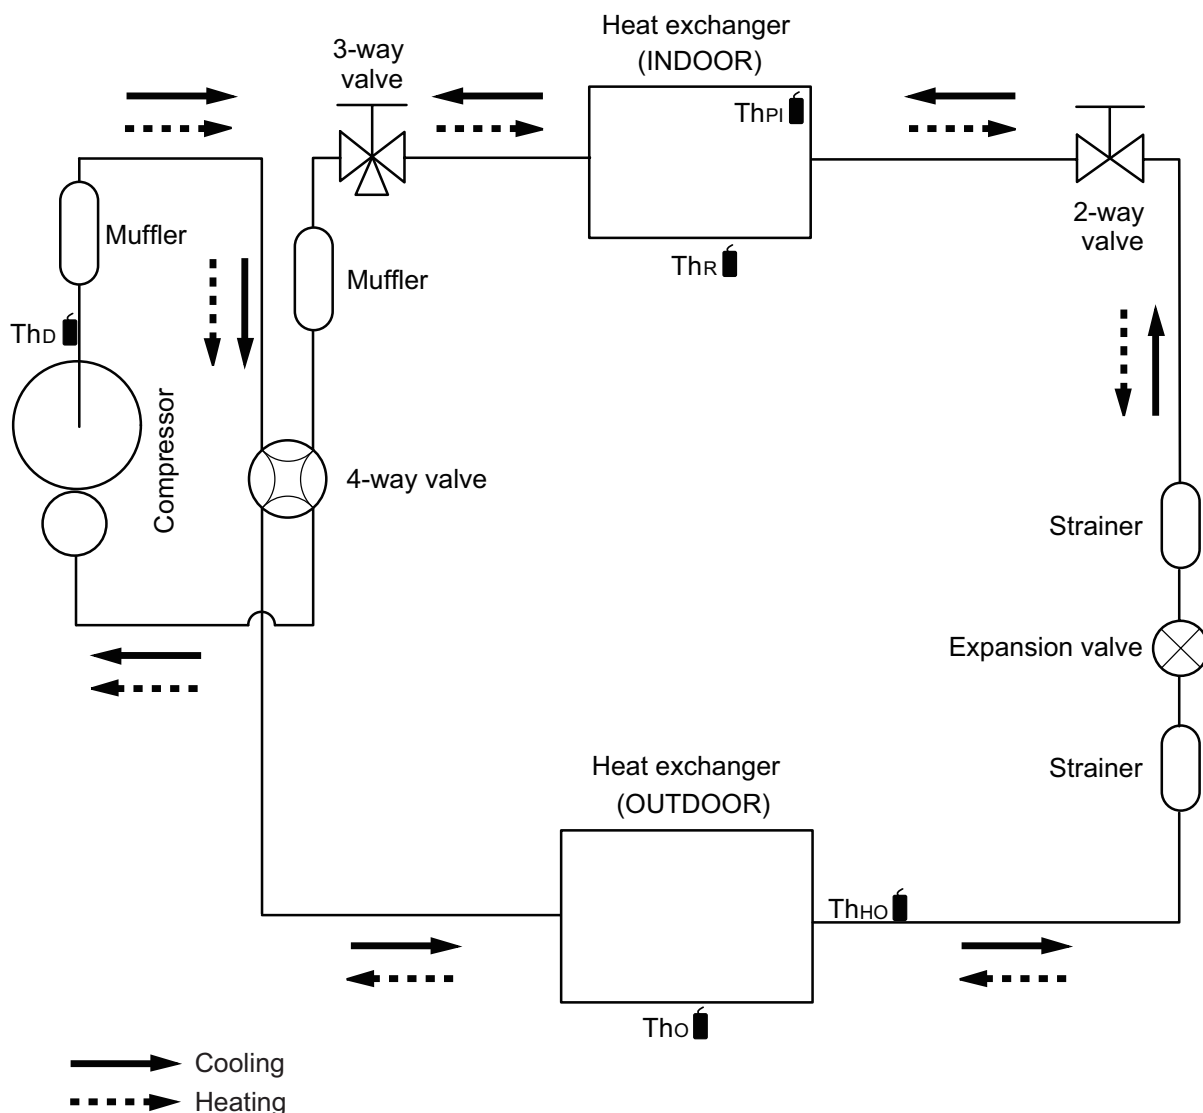 Heat exchanger
(INDOOR)
3-way
valve
ThPI
Muffler
2-way
valve
ThR
Muffler
ThD
Compressor
4-way valve
Strainer
Expansion valve
Strainer
Heat exchanger
(OUTDOOR)
ThHO
ThO
Cooling
Heating